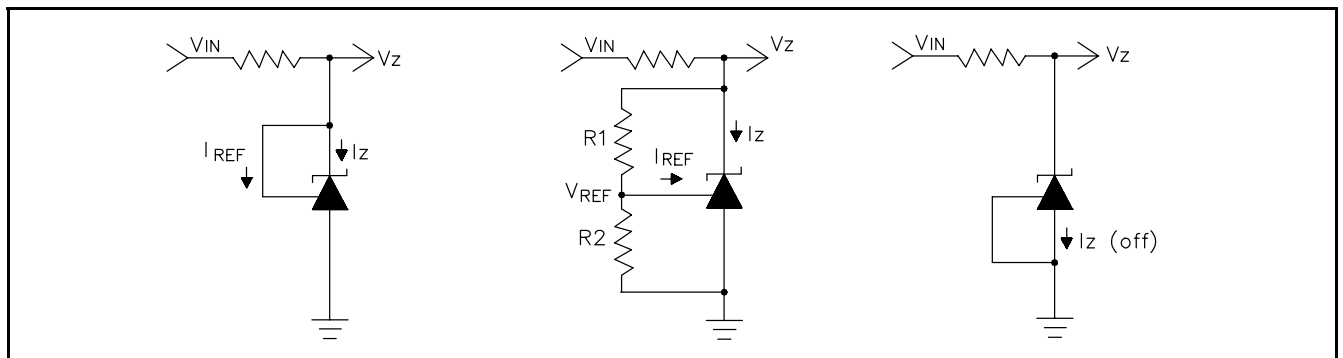 VIN
VZ
IREF
IZ
VIN
VZ
R1
IZ
IREF
VREF
R2
VIN
VZ
IZ (off)